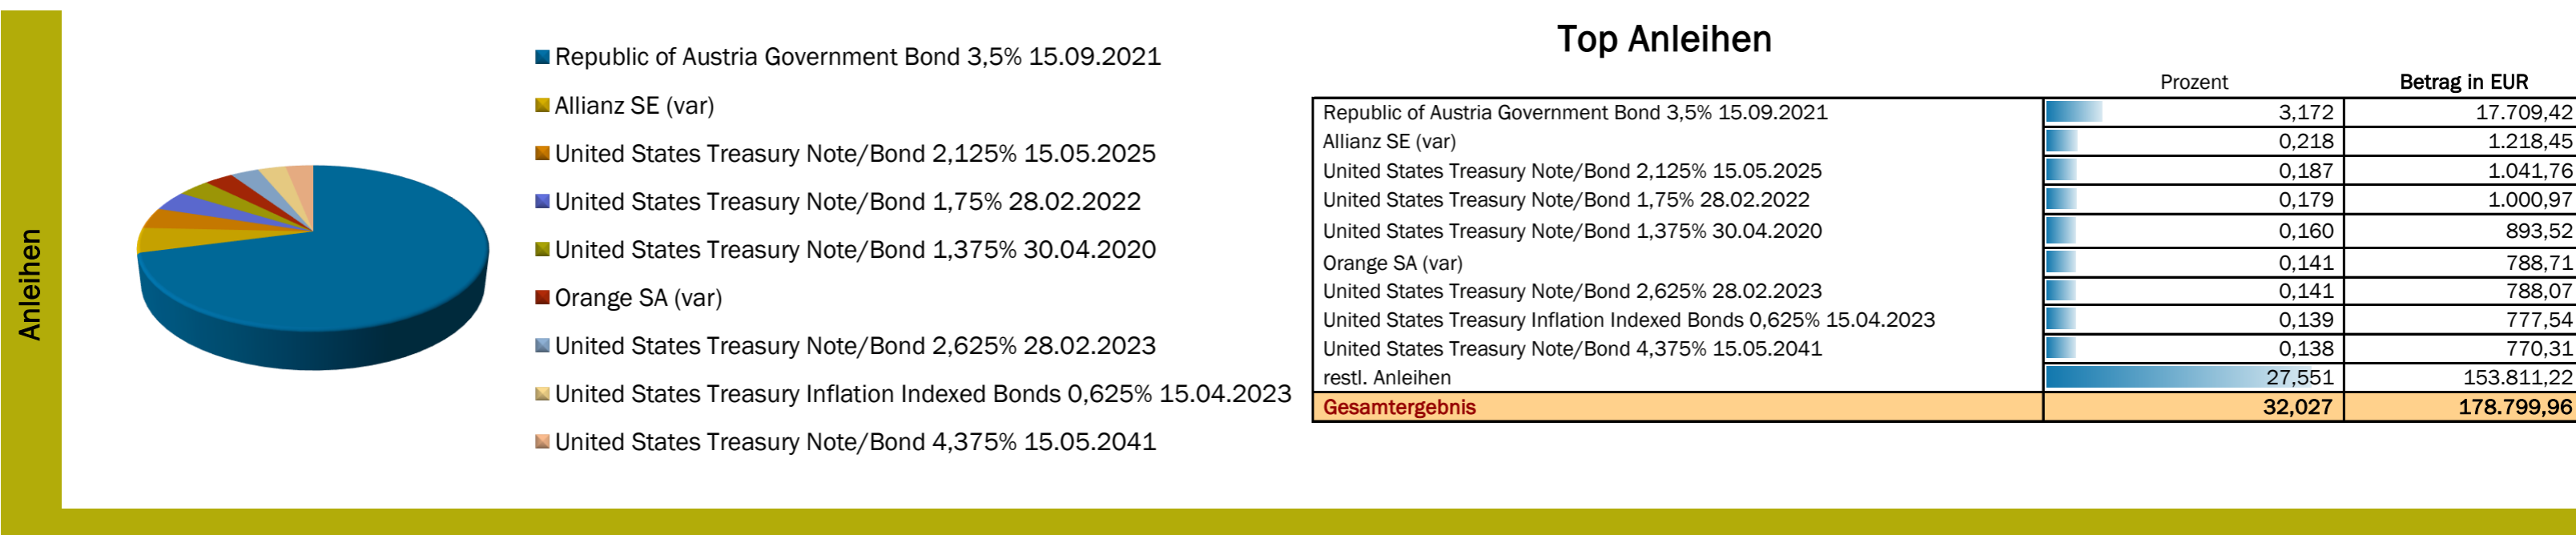 Anleihen
Republic of Austria Government Bond 3,5% 15.09.2021
Allianz SE (var)
United States Treasury Note/Bond 2,125% 15.05.2025
United States Treasury Note/Bond 1,75% 28.02.2022
United States Treasury Note/Bond 1,375% 30.04.2020
Orange SA (var)
United States Treasury Note/Bond 2,625% 28.02.2023
United States Treasury Inflation Indexed Bonds 0,625% 15.04.2023
United States Treasury Note/Bond 4,375% 15.05.2041
Top Anleihen
Prozent Betrag in EUR
Republic of Austria Government Bond 3,5% 15.09.2021 3,172 17.709,42
Allianz SE (var) 0,218 1.218,45
United States Treasury Note/Bond 2,125% 15.05.2025 0,187 1.041,76
United States Treasury Note/Bond 1,75% 28.02.2022 0,179 1.000,97
United States Treasury Note/Bond 1,375% 30.04.2020 0,160 893,52
Orange SA (var) 0,141 788,71
United States Treasury Note/Bond 2,625% 28.02.2023 0,141 788,07
United States Treasury Inflation Indexed Bonds 0,625% 15.04.2023 0,139 777,54
United States Treasury Note/Bond 4,375% 15.05.2041 0,138 770,31
restl. Anleihen 27,551 153.811,22
Gesamtergebnis 32,027 178.799,96